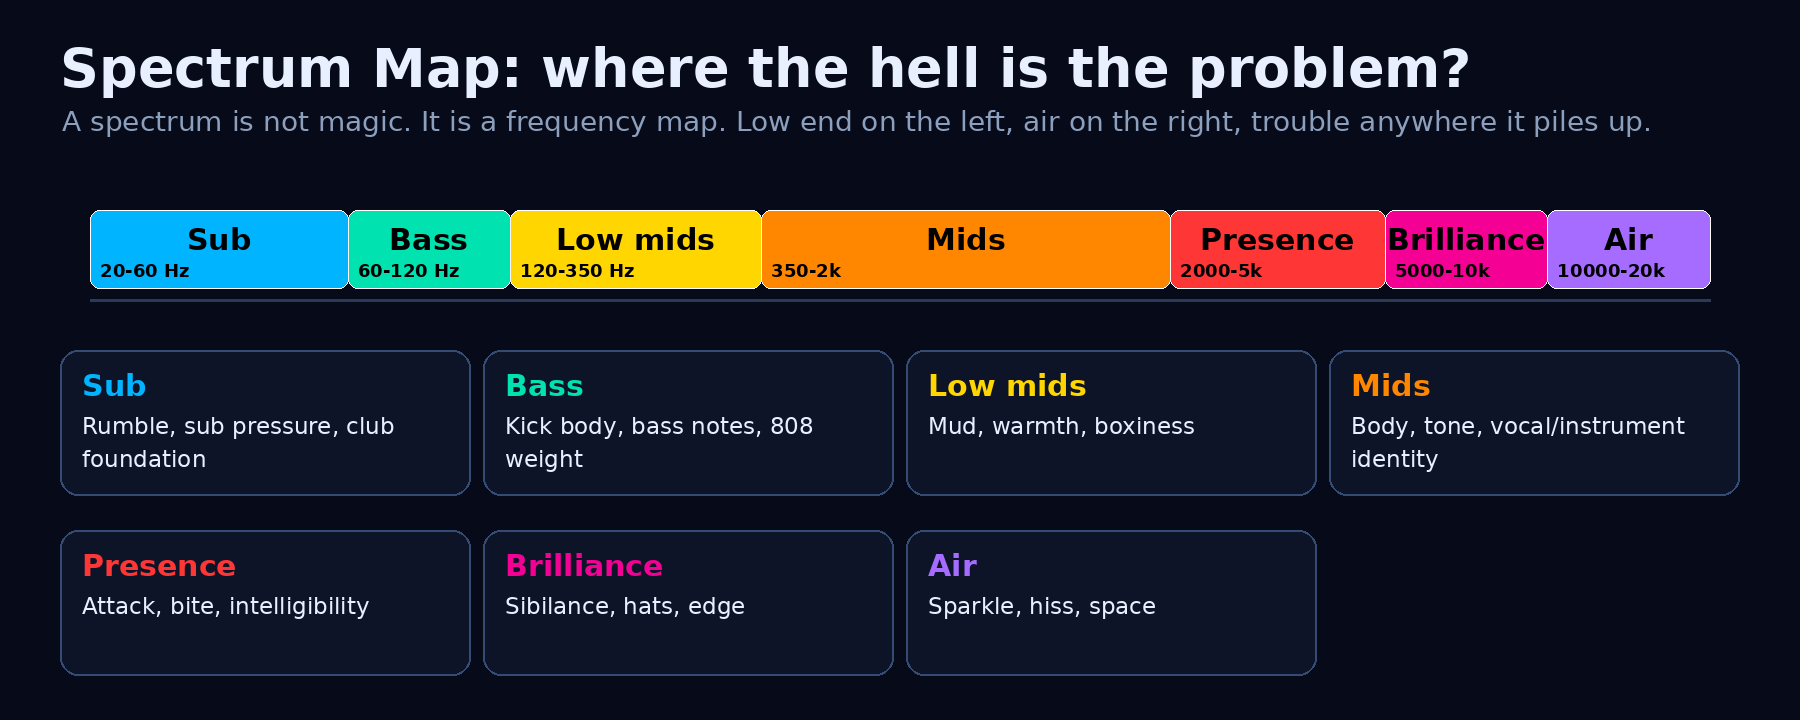 Spectrum Map: where the hell is the problem?
A spectrum is not magic. It is a frequency map. Low end on the left, air on the right, trouble anywhere it piles up.
Sub
20-60 Hz
Bass
60-120 Hz
Low mids
120-350 Hz
Mids
350-2k
Presence
2000-5k
Brilliance
5000-10k
Air
10000-20k
Sub
Rumble, sub pressure, club
foundation
Bass
Kick body, bass notes, 808
weight
Low mids
Mud, warmth, boxiness
Mids
Body, tone, vocal/instrument
identity
Presence
Attack, bite, intelligibility
Brilliance
Sibilance, hats, edge
Air
Sparkle, hiss, space